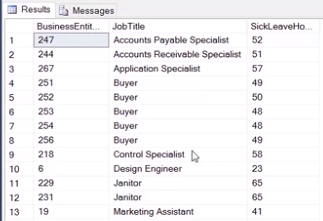 Results Messages
BusinessEntit... JobTitle SickLeaveHo...
1 247 Accounts Payable Specialist 52
2 244 Accounts Receivable Specialist 51
3 267 Application Specialist 57
4 251 Buyer 49
5 252 Buyer 50
6 253 Buyer 48
7 254 Buyer 48
8 256 Buyer 49
9 218 Control Specialist 58
10 6 Design Engineer 23
11 229 Janitor 65
12 231 Janitor 65
13 19 Marketing Assistant 41